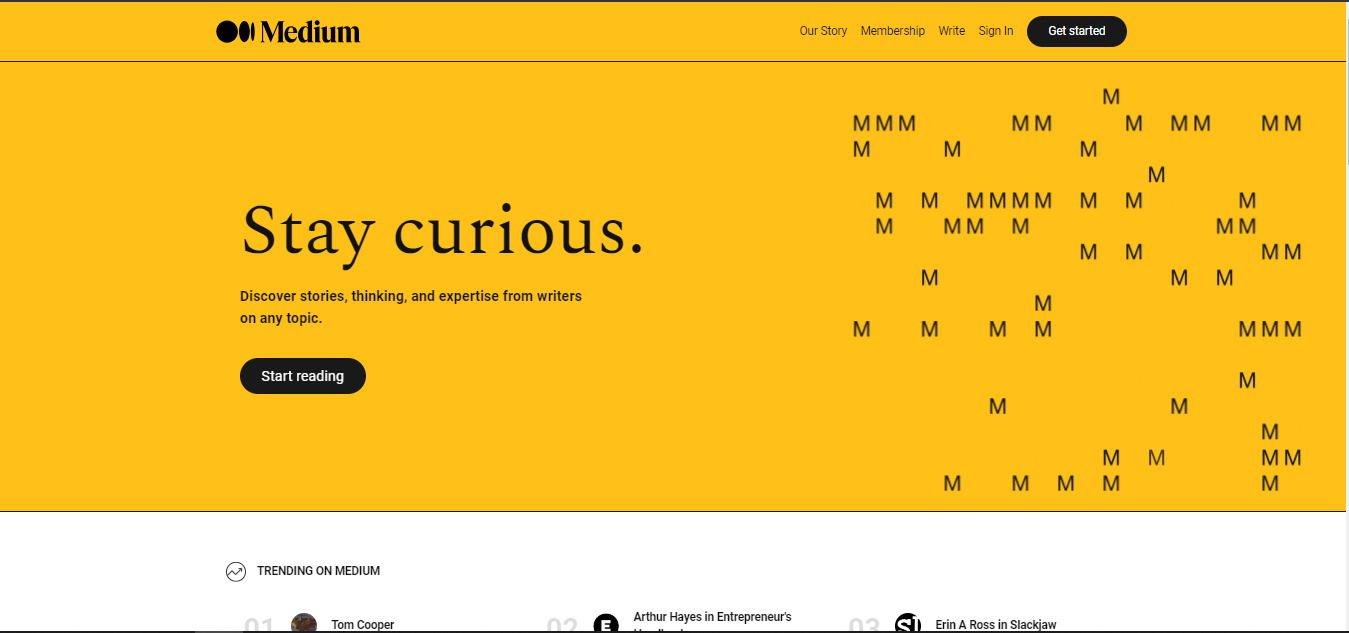 Medium
Our Story Membership Write Sign In Get started
M
M M M M M M M M M M
M M M
M
M M M M M M M M M
M M M M M M
M M M M
M M M
M
M M M M M M M
M
M M
M
M M M M
M M M M M
Stay curious.
Discover stories, thinking, and expertise from writers
on any topic.
Start reading
TRENDING ON MEDIUM
01 Tom Cooper
02 E Arthur Hayes in Entrepreneur's
03 SJ Erin A Ross in Slackjaw